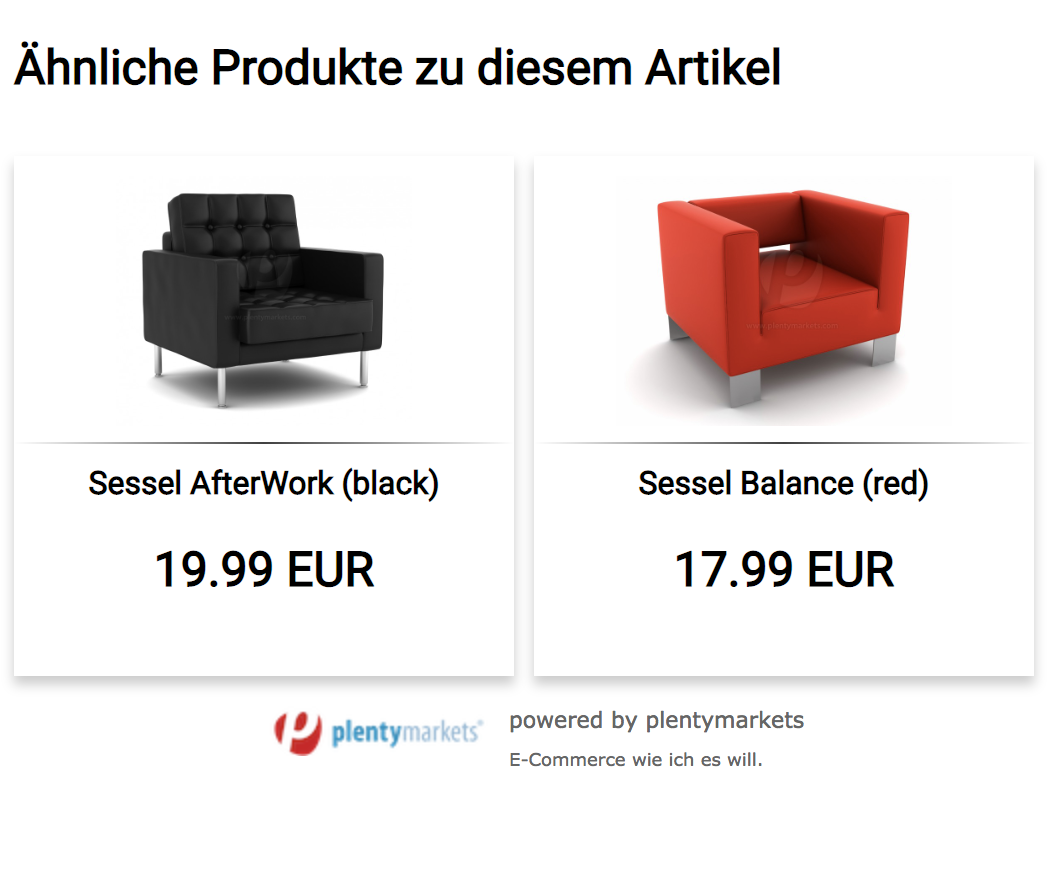 Ähnliche Produkte zu diesem Artikel
Sessel AfterWork (black)
19.99 EUR
Sessel Balance (red)
17.99 EUR
plentymarkets
powered by plentymarkets
E-Commerce wie ich es will.